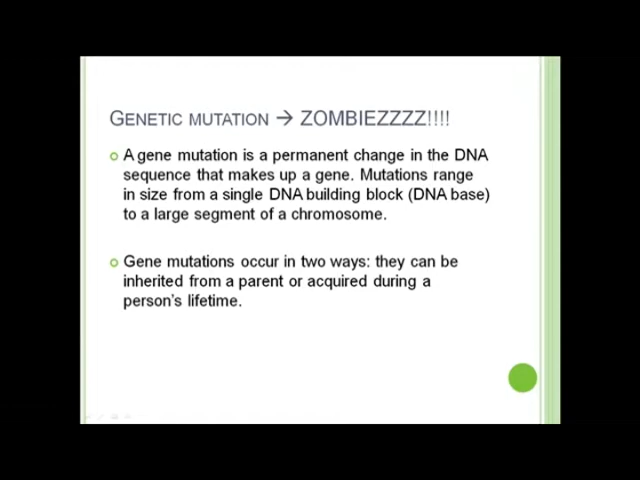 GENETIC MUTATION → ZOMBIEZZZZ!!!!
A gene mutation is a permanent change in the DNA
sequence that makes up a gene. Mutations range
in size from a single DNA building block (DNA base)
to a large segment of a chromosome.
Gene mutations occur in two ways: they can be
inherited from a parent or acquired during a
person's lifetime.